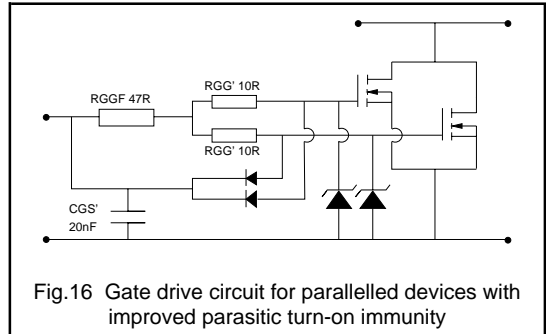 RGGF 47R
RGG' 10R
RGG' 10R
CGS'
20nF
Fig.16 Gate drive circuit for parallelled devices with
improved parasitic turn-on immunity